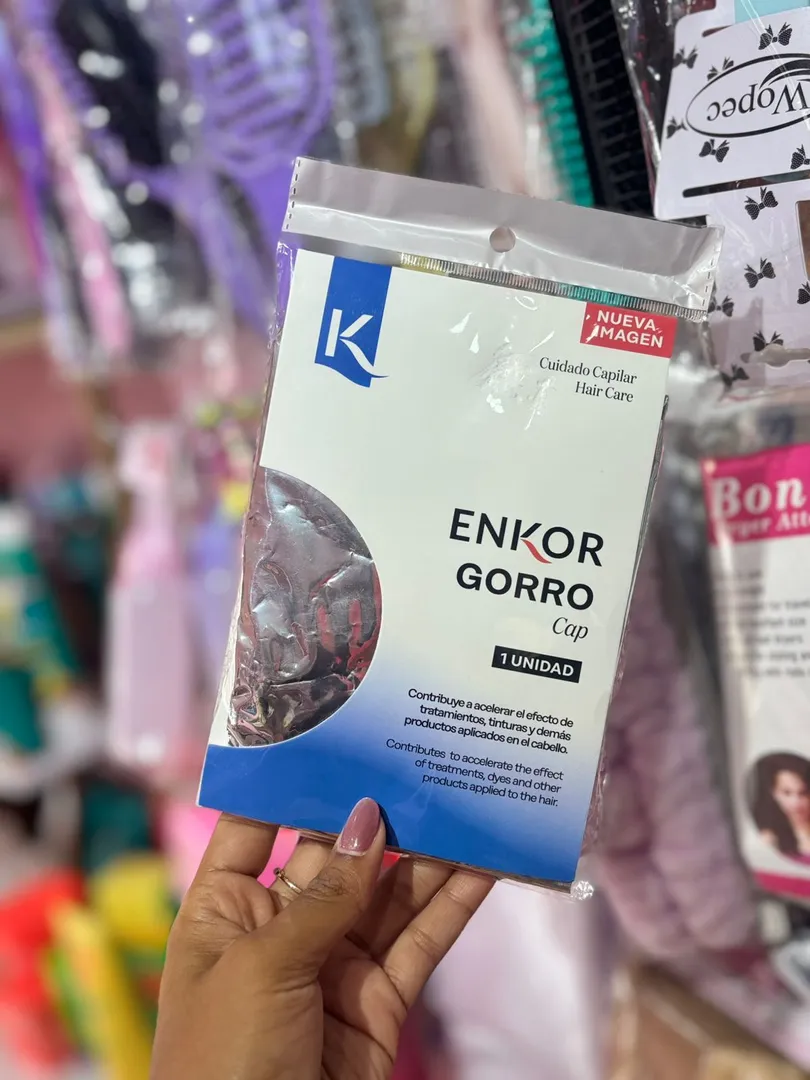 Wopec
K
NUEVA
IMAGEN
Cuidado Capilar
Hair Care
Bon
ENKOR
GORRO
Cap
1 UNIDAD
Contribuye a acelerar el efecto de
tratamientos, tinturas y demás
productos aplicados en el cabello.
Contributes to accelerate the effect
of treatments, dyes and other
products applied to the hair.